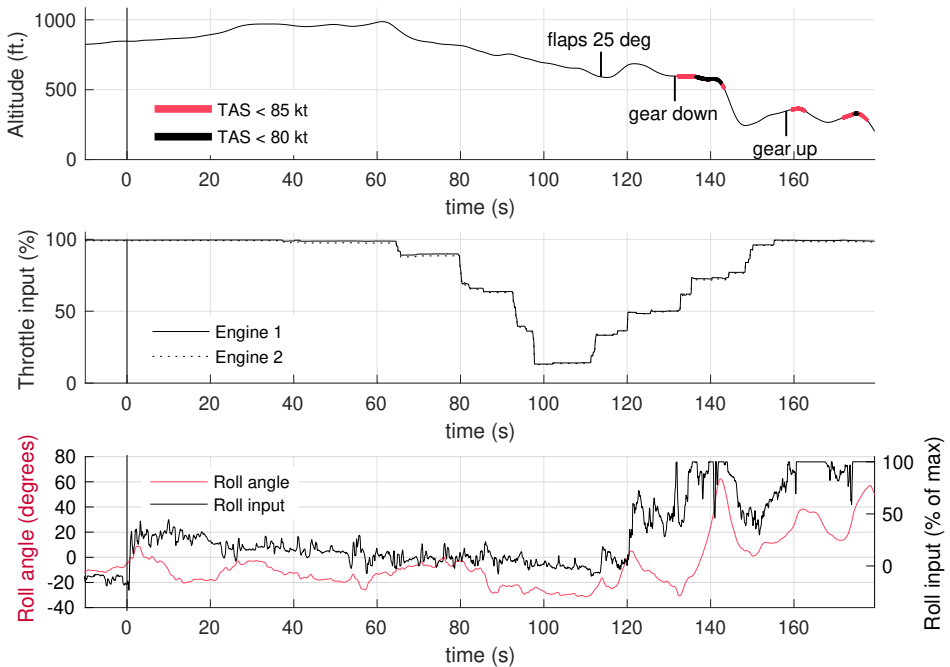 Altitude (ft.)
1000
500
0
flaps 25 deg
gear down
gear up
TAS < 85 kt
TAS < 80 kt
0 20 40 60 80 100 120 140 160
time (s)
Throttle input (%)
100
50
0
Engine 1
Engine 2
0 20 40 60 80 100 120 140 160
time (s)
Roll angle (degrees)
80
60
40
20
0
-20
-40
Roll angle
Roll input
100
50
0
Roll input (% of max)
0 20 40 60 80 100 120 140 160
time (s)